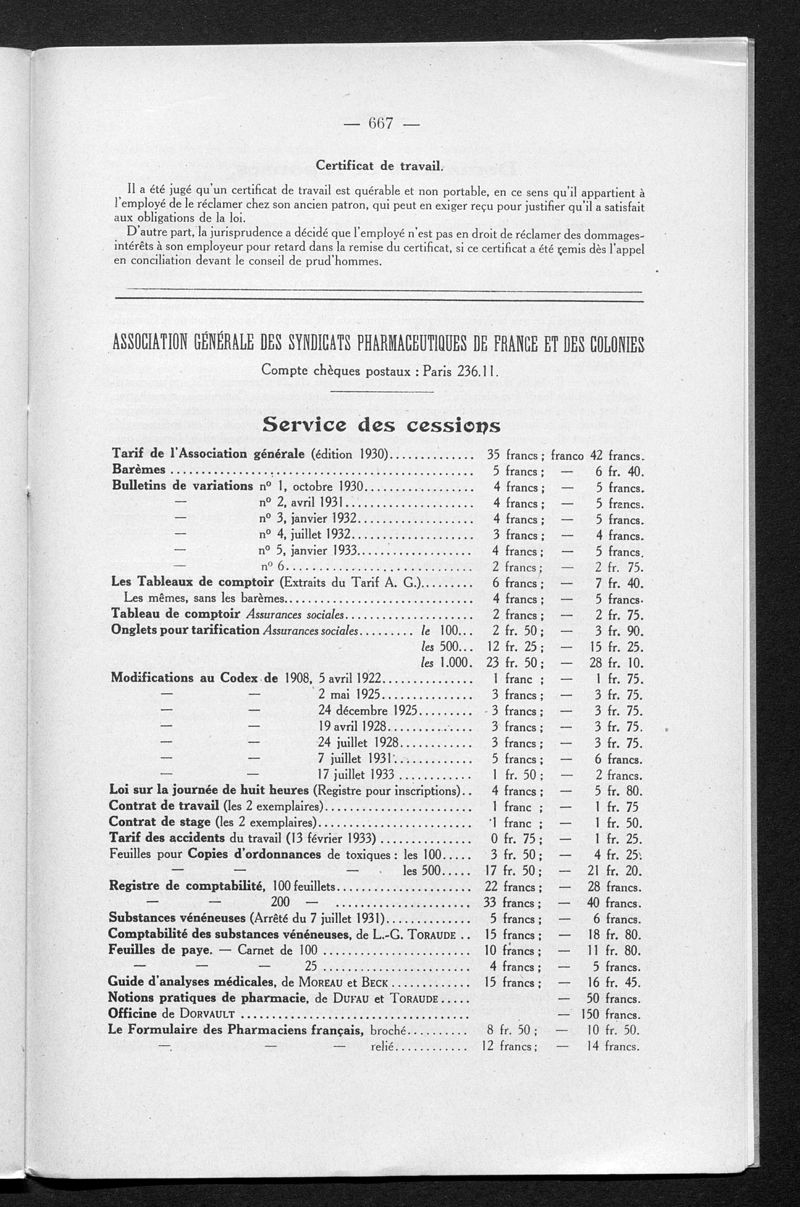 — 667 —
Certificat de travail.
Il a été jugé qu'un certificat de travail est quérable et non portable, en ce sens qu'il appartient à
l'employé de le réclamer chez son ancien patron, qui peut en exiger reçu pour justifier qu'il a satisfait
aux obligations de la loi.
D'autre part, la jurisprudence a décidé que l'employé n'est pas en droit de réclamer des dommages-
intérêts à son employeur pour retard dans la remise du certificat, si ce certificat a été remis dès l'appel
en conciliation devant le conseil de prud'hommes.
ASSOCIATION GÉNÉRALE DES SYNDICATS PHARMACEUTIQUES DE FRANCE ET DES COLONIES
Compte chèques postaux : Paris 236.11.
Service des cessions
Tarif de l'Association générale (édition 1930).............. 35 francs ; franco 42 francs.
Barèmes ................................................ 5 francs ; — 6 fr. 40.
Bulletins de variations nº 1, octobre 1930.................. 4 francs ; — 5 francs.
— nº 2, avril 1931..................... 4 francs ; — 5 francs.
— nº 3, janvier 1932................... 4 francs ; — 5 francs.
— nº 4, juillet 1932.................... 3 francs ; — 4 francs.
— nº 5, janvier 1933................... 4 francs ; — 5 francs.
— nº 6.............................. 2 francs ; — 2 fr. 75.
Les Tableaux de comptoir (Extraits du Tarif A. G.)......... 6 francs ; — 7 fr. 40.
Les mêmes, sans les barèmes............................... 4 francs ; — 5 francs.
Tableau de comptoir Assurances sociales..................... 2 francs ; — 2 fr. 75.
Onglets pour tarification Assurances sociales......... le 100... 2 fr. 50 ; — 3 fr. 90.
les 500... 12 fr. 25 ; — 15 fr. 25.
les 1.000. 23 fr. 50 ; — 28 fr. 10.
Modifications au Codex de 1908, 5 avril 1922............... 1 franc ; — 1 fr. 75.
— — 2 mai 1925............... 3 francs ; — 3 fr. 75.
— — 24 décembre 1925......... 3 francs ; — 3 fr. 75.
— — 19 avril 1928.............. 3 francs ; — 3 fr. 75.
— — 24 juillet 1928............ 3 francs ; — 3 fr. 75.
— — 7 juillet 1931............. 5 francs ; — 6 francs.
— — 17 juillet 1933 ............ 1 fr. 50 ; — 2 francs.
Loi sur la journée de huit heures (Registre pour inscriptions).. 4 francs ; — 5 fr. 80.
Contrat de travail (les 2 exemplaires)........................ 1 franc ; — 1 fr. 75
Contrat de stage (les 2 exemplaires)......................... 1 franc ; — 1 fr. 50.
Tarif des accidents du travail (13 février 1933) ............... 0 fr. 75 ; — 1 fr. 25.
Feuilles pour Copies d'ordonnances de toxiques : les 100..... 3 fr. 50 ; — 4 fr. 25.
— — — les 500..... 17 fr. 50 ; — 21 fr. 20.
Registre de comptabilité, 100 feuillets...................... 22 francs ; — 28 francs.
— — 200 — ...................... 33 francs ; — 40 francs.
Substances vénéneuses (Arrêté du 7 juillet 1931).............. 5 francs ; — 6 francs.
Comptabilité des substances vénéneuses, de L.-G. TORAUDE .. 15 francs ; — 18 fr. 80.
Feuilles de paye. — Carnet de 100 ........................ 10 francs ; — 11 fr. 80.
— — — 25 ........................ 4 francs ; — 5 francs.
Guide d'analyses médicales, de MOREAU et BECK ............. 15 francs ; — 16 fr. 45.
Notions pratiques de pharmacie, de DUFAU et TORAUDE..... — 50 francs.
Officine de DORVAULT ..................................... — 150 francs.
Le Formulaire des Pharmaciens français, broché.......... 8 fr. 50 ; — 10 fr. 50.
— — — relié............ 12 francs ; — 14 francs.